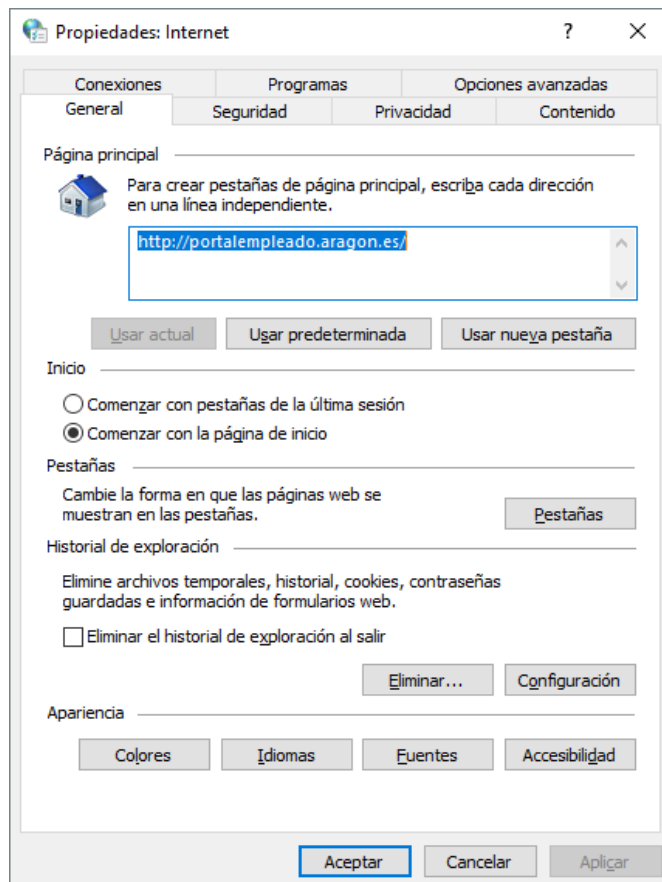 Propiedades: Internet
?
Conexiones Programas Opciones avanzadas
General Seguridad Privacidad Contenido
Página principal
Para crear pestañas de página principal, escriba cada dirección
en una línea independiente.
http://portalempleado.aragon.es/
Usar actual Usar predeterminada Usar nueva pestaña
Inicio
Comenzar con pestañas de la última sesión
Comenzar con la página de inicio
Pestañas
Cambie la forma en que las páginas web se
muestran en las pestañas.
Pestañas
Historial de exploración
Elimine archivos temporales, historial, cookies, contraseñas
guardadas e información de formularios web.
Eliminar el historial de exploración al salir
Eliminar... Configuración
Apariencia
Colores Idiomas Fuentes Accesibilidad
Aceptar Cancelar Aplicar